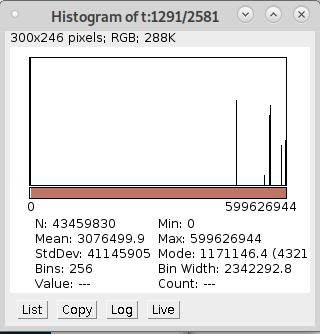 Histogram of t:1291/2581
300x246 pixels; RGB; 288K
0 599626944
N: 43459830 Min: 0
Mean: 3076499.9 Max: 599626944
StdDev: 41145905 Mode: 1171146.4 (4321
Bins: 256 Bin Width: 2342292.8
Value: --- Count: ---
List Copy Log Live